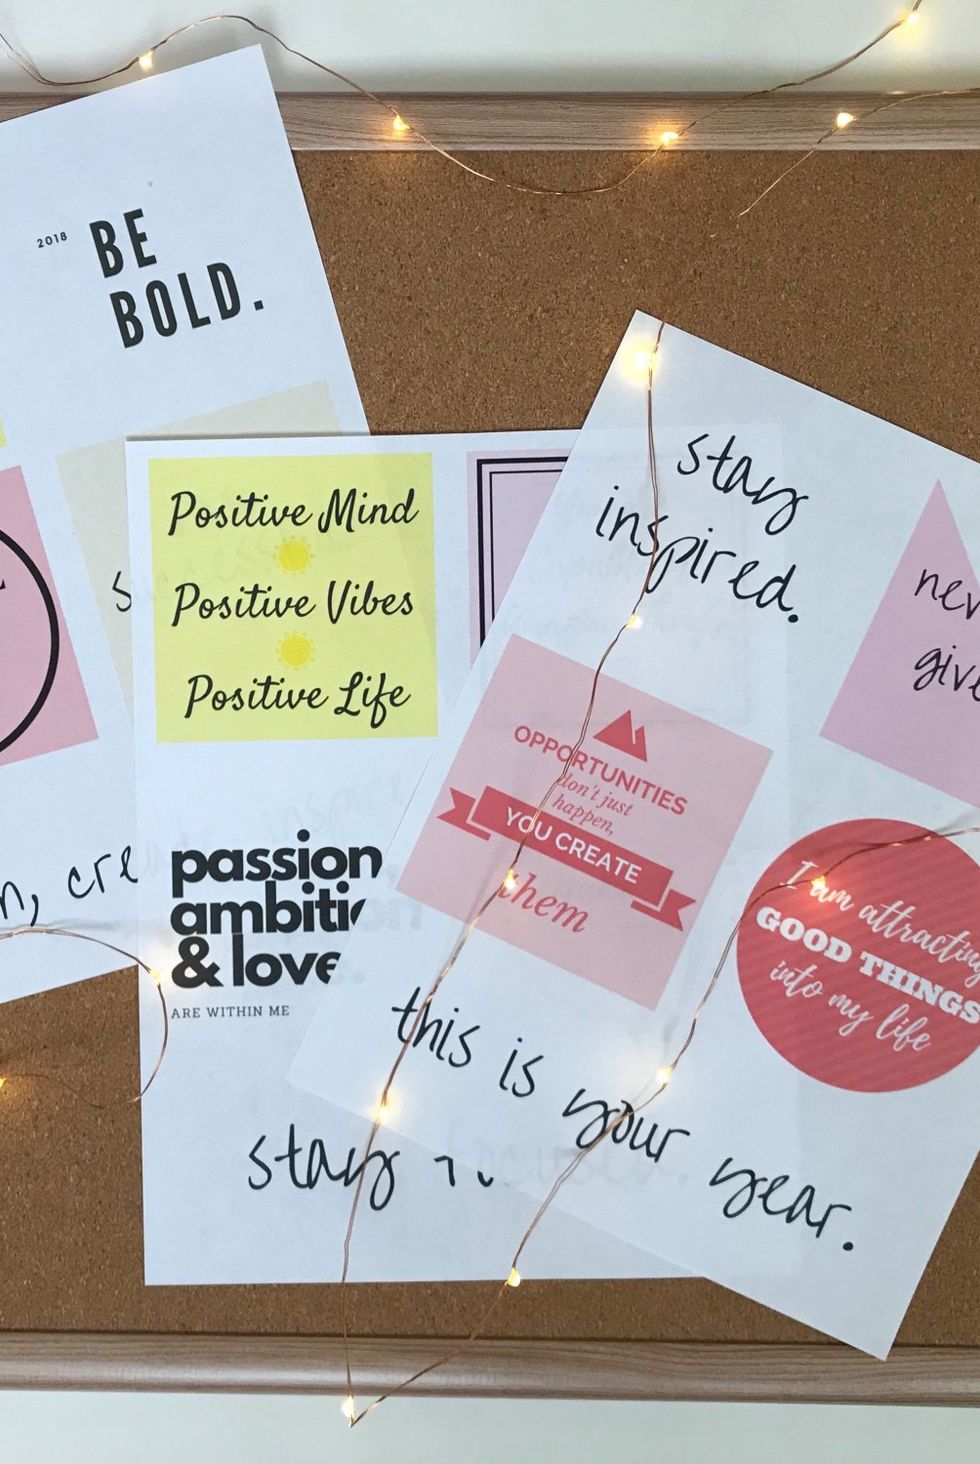 2018
BE
BOLD.
Positive Mind
Positive Vibes
Positive Life
passion
& love
ARE WITHIN ME
stay
stay
inspired.
OPPORTUNITIES
don't just
happen,
YOU CREATE
them
this is your year.
give
I am attracting
GOOD THINGS
into my life